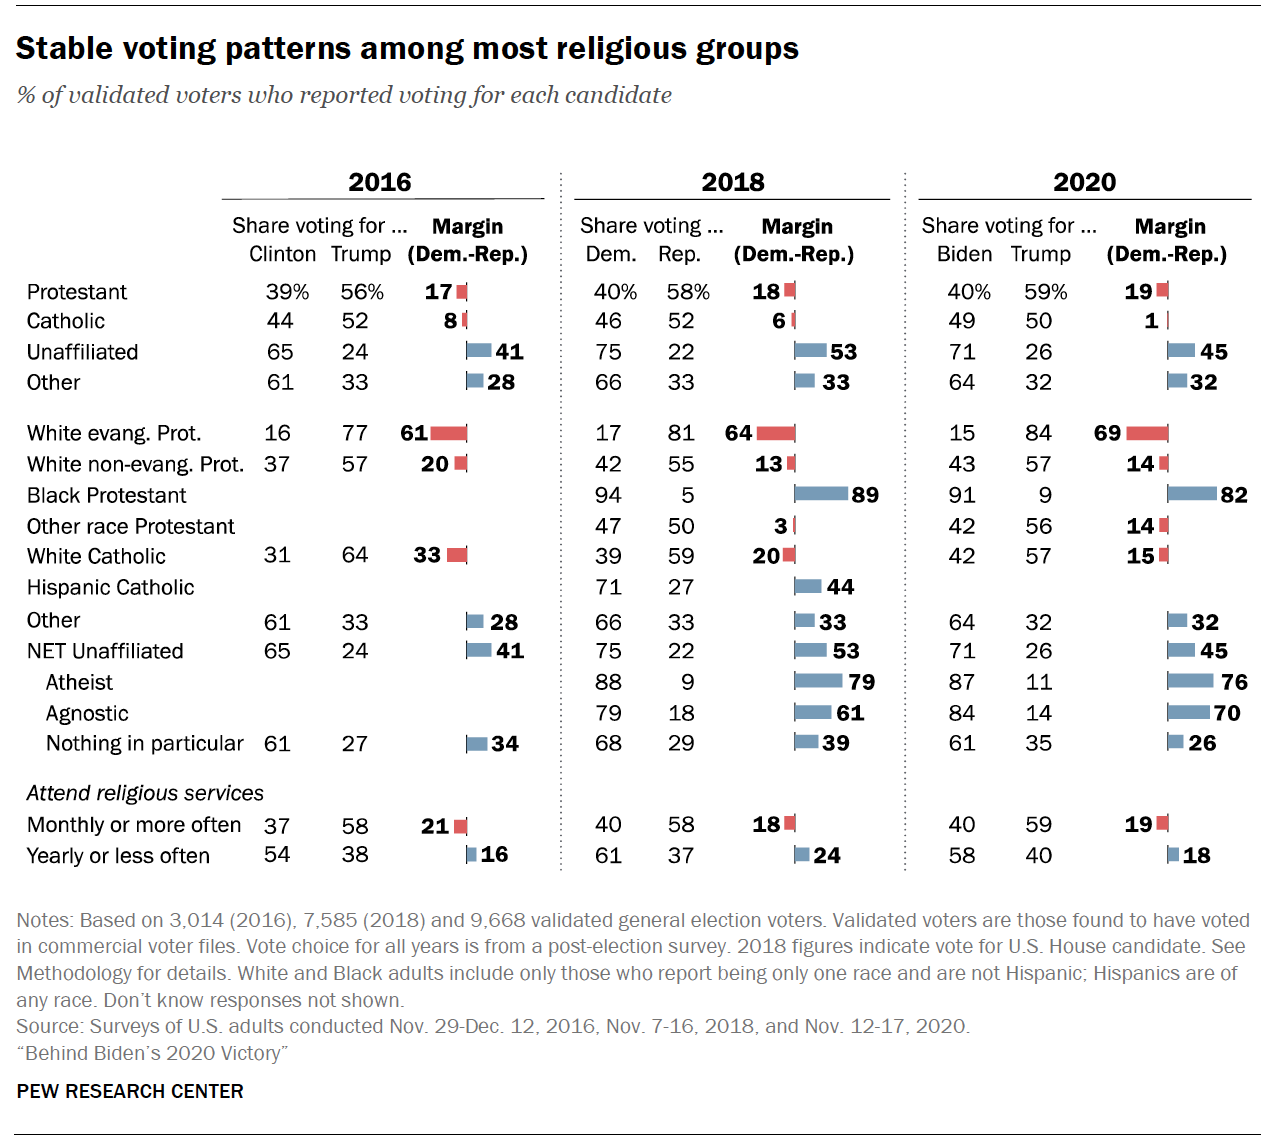 Stable voting patterns among most religious groups
% of validated voters who reported voting for each candidate
2016 2018 2020
Share voting for ... Margin Share voting ... Margin Share voting for ... Margin
Clinton Trump (Dem.-Rep.) Dem. Rep. (Dem.-Rep.) Biden Trump (Dem.-Rep.)
Protestant 39% 56% 17 40% 58% 18 40% 59% 19
Catholic 44 52 8 46 52 6 49 50 1
Unaffiliated 65 24 41 75 22 53 71 26 45
Other 61 33 28 66 33 33 64 32 32
White evang. Prot. 16 77 61 17 81 64 15 84 69
White non-evang. Prot. 37 57 20 42 55 13 43 57 14
Black Protestant 94 5 89 91 9 82
Other race Protestant 47 50 3 42 56 14
White Catholic 31 64 33 39 59 20 42 57 15
Hispanic Catholic 71 27 44
Other 61 33 28 66 33 33 64 32 32
NET Unaffiliated 65 24 41 75 22 53 71 26 45
Atheist 88 9 79 87 11 76
Agnostic 79 18 61 84 14 70
Nothing in particular 61 27 34 68 29 39 61 35 26
Attend religious services
Monthly or more often 37 58 21 40 58 18 40 59 19
Yearly or less often 54 38 16 61 37 24 58 40 18
Notes: Based on 3,014 (2016), 7,585 (2018) and 9,668 validated general election voters. Validated voters are those found to have voted
in commercial voter files. Vote choice for all years is from a post-election survey. 2018 figures indicate vote for U.S. House candidate. See
Methodology for details. White and Black adults include only those who report being only one race and are not Hispanic; Hispanics are of
any race. Don't know responses not shown.
Source: Surveys of U.S. adults conducted Nov. 29-Dec. 12, 2016, Nov. 7-16, 2018, and Nov. 12-17, 2020.
“Behind Biden's 2020 Victory”
PEW RESEARCH CENTER